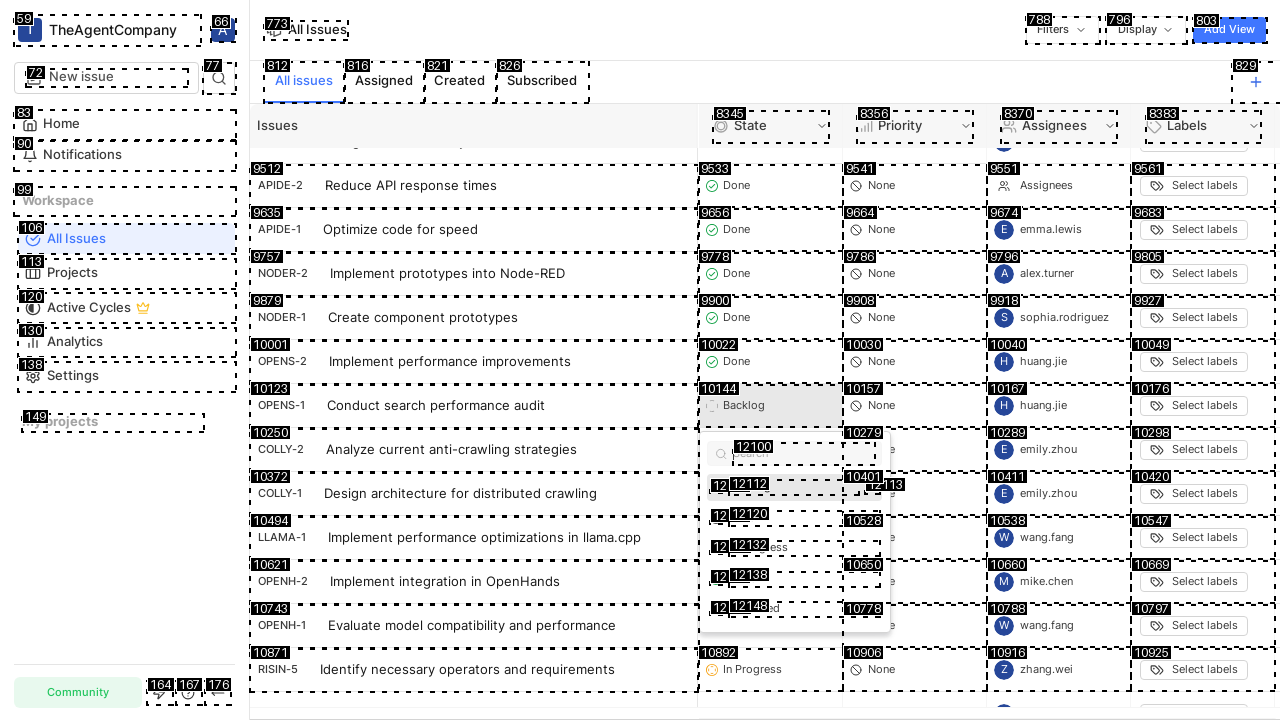 59
T
TheAgentCompany
66
A
72
New issue
77
83
Home
90
Notifications
99
Workspace
106
All Issues
113
Projects
120
Active Cycles
130
Analytics
138
Settings
149
My projects
Community
164
167
176
773
All Issues
788
Filters
796
Display
803
Add View
812
All issues
816
Assigned
821
Created
826
Subscribed
829
Issues
8345
State
8356
Priority
8370
Assignees
8383
Labels
9512 9533 9541 9551 9561
APIDE-2 Reduce API response times Done None Assignees Select labels
9635 9656 9664 9674 9683
APIDE-1 Optimize code for speed Done None E emma.lewis Select labels
9757 9778 9786 9796 9805
NODER-2 Implement prototypes into Node-RED Done None A alex.turner Select labels
9879 9900 9908 9918 9927
NODER-1 Create component prototypes Done None S sophia.rodriguez Select labels
10001 10022 10030 10040 10049
OPENS-2 Implement performance improvements Done None H huang.jie Select labels
10123 10144 10157 10167 10176
OPENS-1 Conduct search performance audit Backlog None H huang.jie Select labels
10250 10279 10289 10298
COLLY-2 Analyze current anti-crawling strategies E emily.zhou Select labels
12100
10372 10401 10411 10420
COLLY-1 Design architecture for distributed crawling E emily.zhou Select labels
12 12112 12113
10494 10528 10538 10547
LLAMA-1 Implement performance optimizations in llama.cpp W wang.fang Select labels
12 12120
12 12132
10621 10650 10660 10669
OPENH-2 Implement integration in OpenHands M mike.chen Select labels
12 12138
10743 10778 10788 10797
OPENH-1 Evaluate model compatibility and performance W wang.fang Select labels
12 12148
10871 10892 10906 10916 10925
RISIN-5 Identify necessary operators and requirements In Progress None Z zhang.wei Select labels